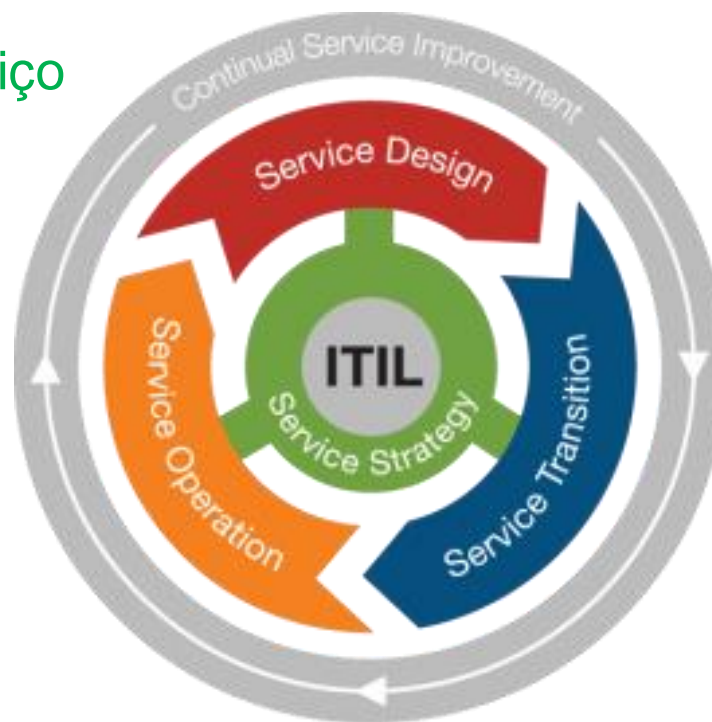 iço
Continual Service Improvement
Service Design
ITIL
Service Strategy
Service Transition
Service Operation